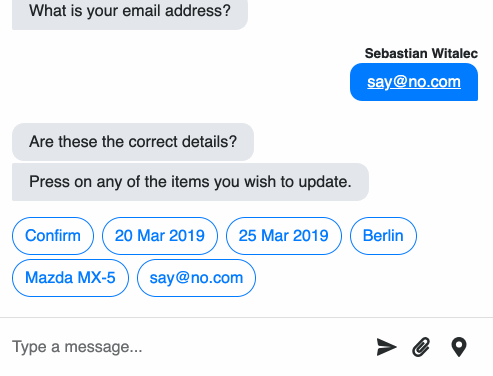 What is your email address?
Sebastian Witalec
say@no.com
Are these the correct details?
Press on any of the items you wish to update.
Confirm 20 Mar 2019 25 Mar 2019 Berlin
Mazda MX-5 say@no.com
Type a message...